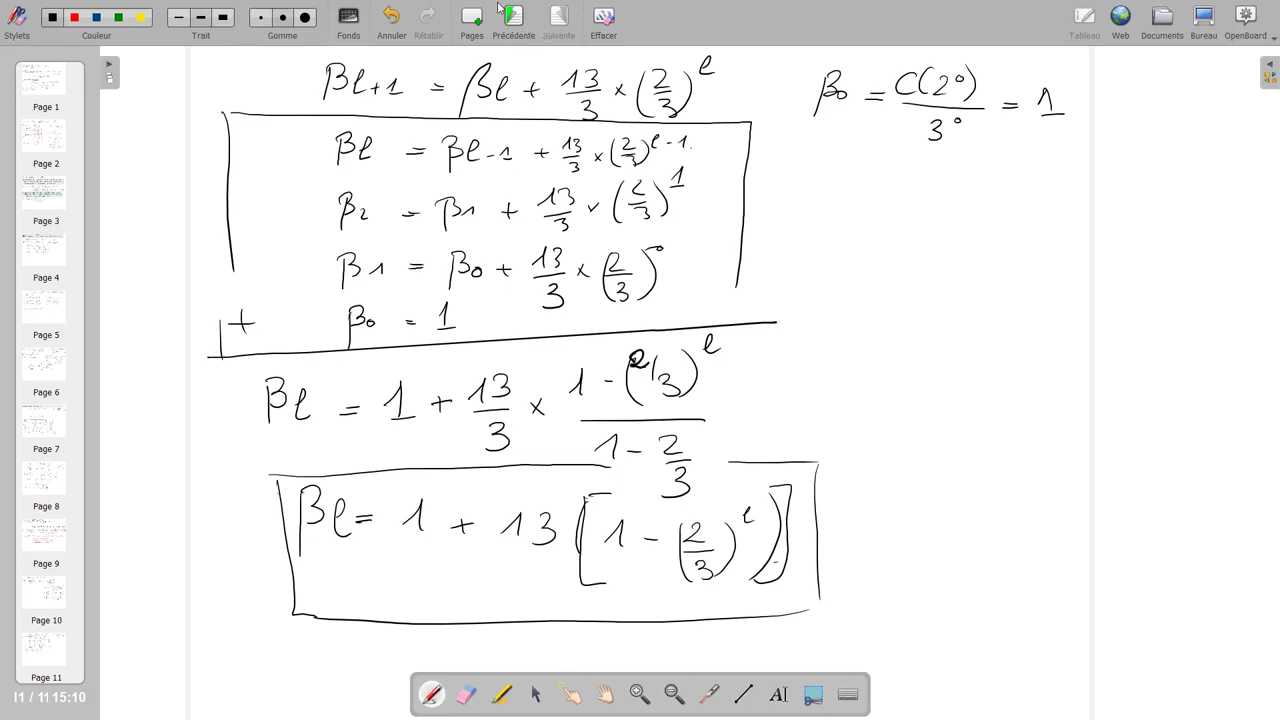 Stylets Couleur Trait Gomme Fonds Annuler Rétablir Pages Précédente Suivante Effacer Tableau Web Documents Bureau OpenBoard
Page 1
Page 2
Page 3
Page 4
Page 5
Page 6
Page 7
Page 8
Page 9
Page 10
Page 11
11 / 11 15:10
βl+1 = βl + 13/3 × (2/3)^l
βl = βl-1 + 13/3 × (2/3)^l-1
β2 = β1 + 13/3 × (2/3)^1
β1 = β0 + 13/3 × (2/3)^0
+ β0 = 1
βl = 1 + 13/3 × (1 - (2/3)^l) / (1 - 2/3)
βl = 1 + 13 [1 - (2/3)^l]
β0 = C(2^0) / 3^0 = 1
AI